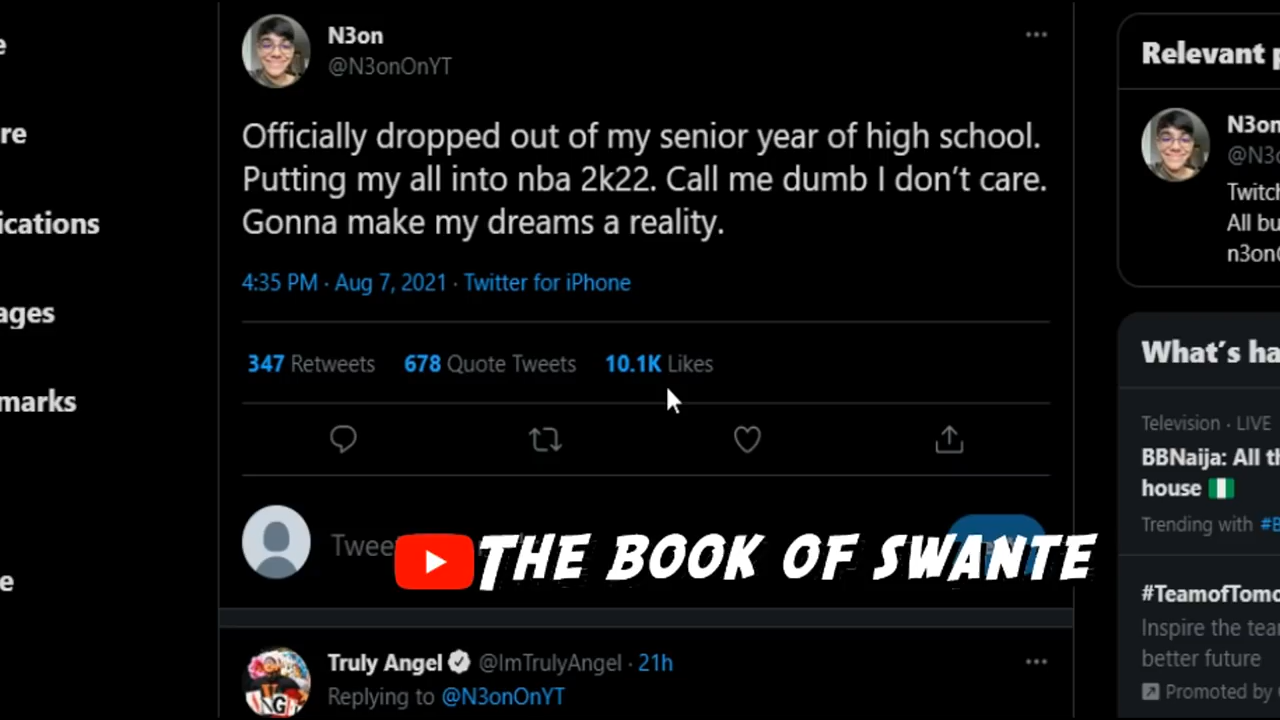 N3on
@N3onOnYT
Officially dropped out of my senior year of high school.
Putting my all into nba 2k22. Call me dumb I don't care.
Gonna make my dreams a reality.
4:35 PM · Aug 7, 2021 · Twitter for iPhone
347 Retweets 678 Quote Tweets 10.1K Likes
THE BOOK OF SWANTE
Truly Angel @ImTrulyAngel · 21h
Replying to @N3onOnYT
e
re
ications
ages
marks
e
Relevant p
N3on
@N3o
Twitch
All bu
n3on
What's ha
Television · LIVE
BBNaija: All th
house
Trending with #B
#TeamofTomo
Inspire the tea
better future
Promoted by